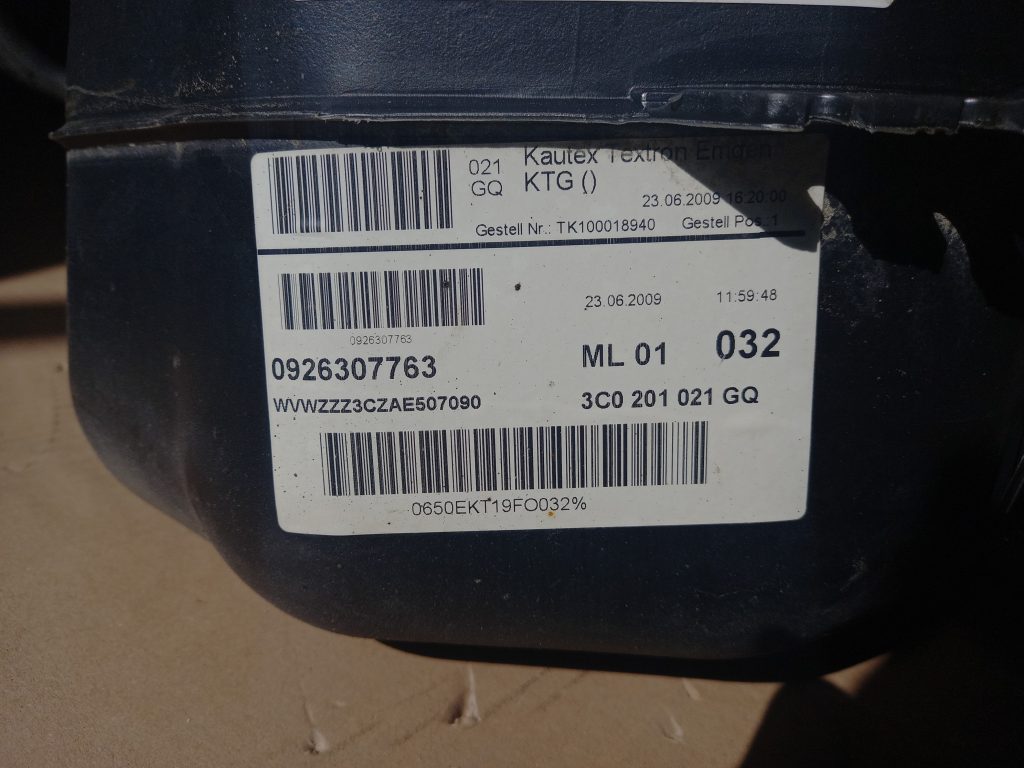 021 Kautex Textron Emden
GQ KTG ()
23.06.2009 16:20:00
Gestell Nr.: TK100018940 Gestell Pos.1
23.06.2009 11:59:48
0926307763
0926307763 ML 01 032
WVWZZZ3CZAE507090 3C0 201 021 GQ
0650EKT19FO032%